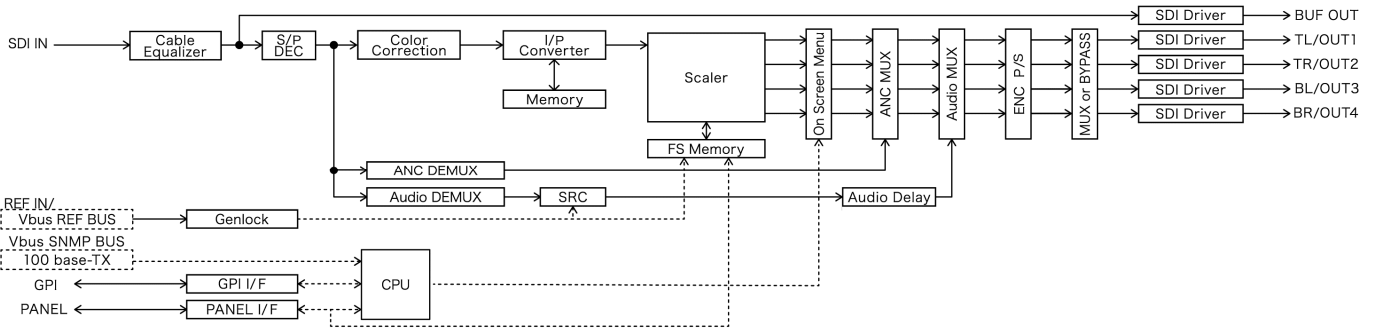 SDI IN
Cable
Equalizer
S/P
DEC
Color
Correction
I/P
Converter
Memory
Scaler
FS Memory
On Screen Menu
ANC MUX
Audio MUX
ENC P/S
MUX or BYPASS
SDI Driver
BUF OUT
SDI Driver
TL/OUT1
SDI Driver
TR/OUT2
SDI Driver
BL/OUT3
SDI Driver
BR/OUT4
ANC DEMUX
Audio DEMUX
SRC
Audio Delay
REF IN/
Vbus REF BUS
Genlock
Vbus SNMP BUS
100 base-TX
GPI
GPI I/F
CPU
PANEL
PANEL I/F